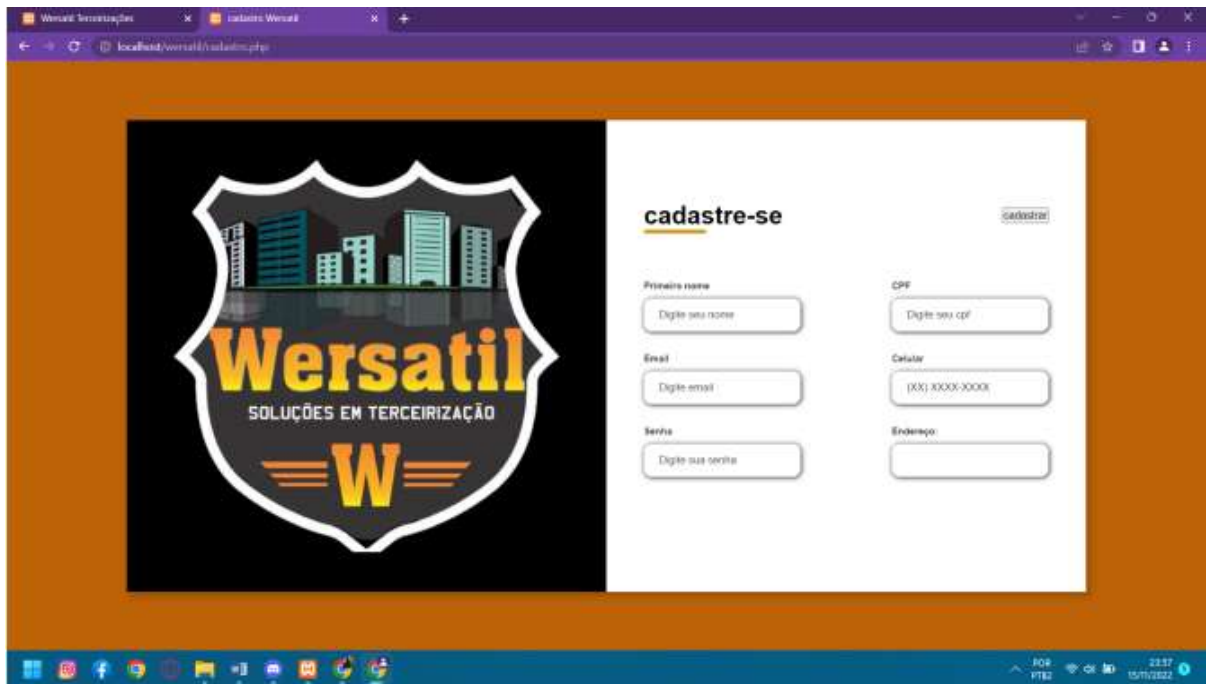 Wersatil Terceirizações
cadastro Wersatil
localhost/wersatil/cadastro.php
Wersatil
SOLUÇÕES EM TERCEIRIZAÇÃO
W
cadastre-se
cadastrar
Primeiro nome
CPF
Digite seu nome
Digite seu cpf
Email
Celular
Digite email
(XX) XXXX-XXXX
Senha
Endereço:
Digite sua senha
POR
PTB2
23:57
15/11/2022